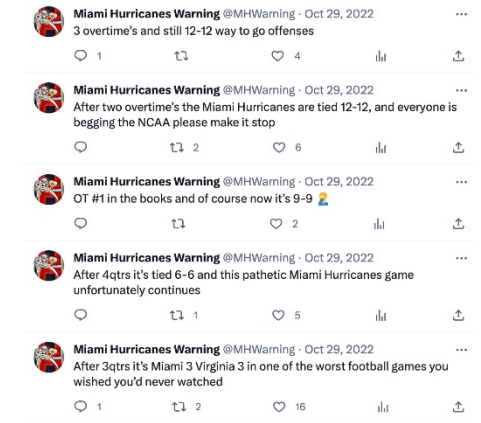 Miami Hurricanes Warning @MHWarning · Oct 29, 2022
3 overtime's and still 12-12 way to go offenses
1 4
Miami Hurricanes Warning @MHWarning · Oct 29, 2022
After two overtime's the Miami Hurricanes are tied 12-12, and everyone is
begging the NCAA please make it stop
2 6
Miami Hurricanes Warning @MHWarning · Oct 29, 2022
OT #1 in the books and of course now it's 9-9 🤦‍♂️
2
Miami Hurricanes Warning @MHWarning · Oct 29, 2022
After 4qtrs it's tied 6-6 and this pathetic Miami Hurricanes game
unfortunately continues
1 5
Miami Hurricanes Warning @MHWarning · Oct 29, 2022
After 3qtrs it's Miami 3 Virginia 3 in one of the worst football games you
wished you'd never watched
1 2 16